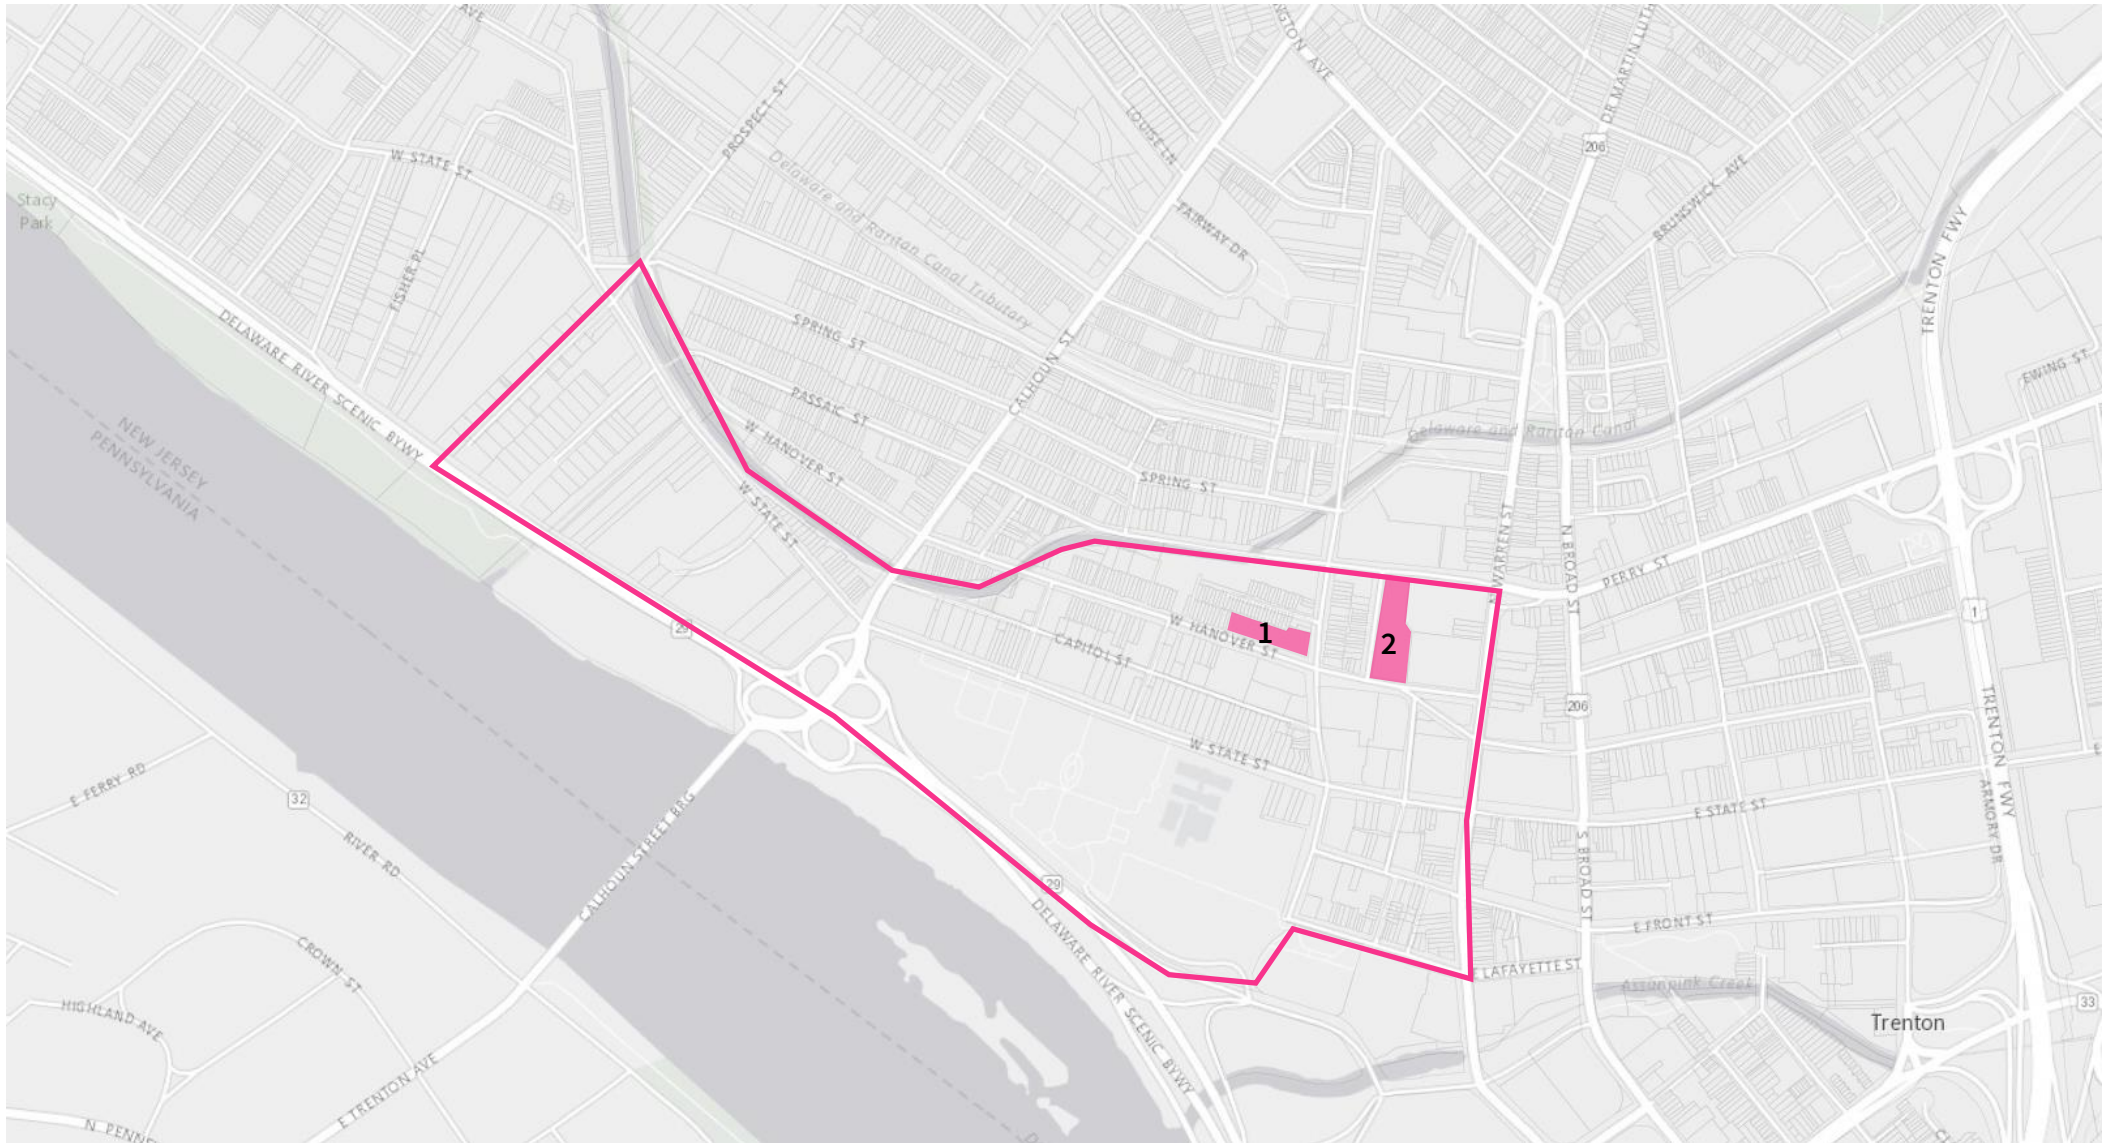 AVE
NGTON AVE
DR MARTIN LUTH
PROSPECT ST
LOUISE LN
206
W STATE ST
Delaware and Raritan Canal Tributary
BRUNSWICK AVE
Stacy
Park
FAIRWAY DR
TRENTON FWY
FISHER PL
DELAWARE RIVER SCENIC BYWY
SPRING ST
CALHOUN ST
EWING ST
PASSAIC ST
NEW JERSEY
PENNSYLVANIA
W HANOVER ST
Delaware and Raritan Canal
SPRING ST
W STATE ST
N WARREN ST
N BROAD ST
PERRY ST
1
29
1
2
W HANOVER ST
CAPITOL ST
206
TRENTON FWY
W STATE ST
E FERRY RD
32
E STATE ST
ARMORY DR
RIVER RD
CALHOUN STREET BRG
S BROAD ST
29
DELAWARE RIVER SCENIC BYWY
E FRONT ST
CROWN ST
E LAFAYETTE ST
Assunpink Creek
HIGHLAND AVE
33
Trenton
E TRENTON AVE
N PENN